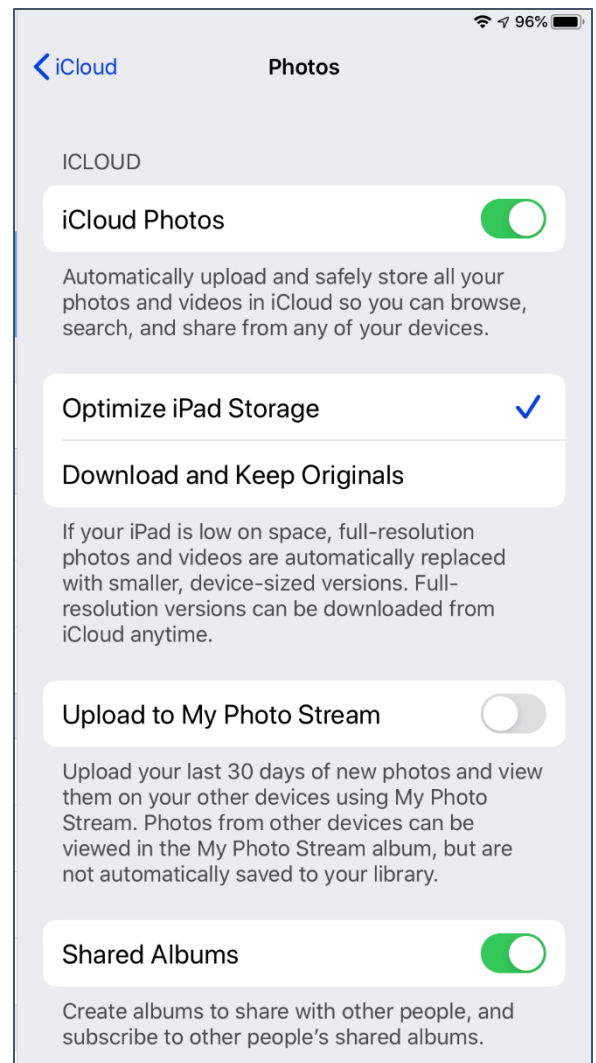 96%
iCloud
Photos
ICLOUD
iCloud Photos
Automatically upload and safely store all your
photos and videos in iCloud so you can browse,
search, and share from any of your devices.
Optimize iPad Storage
Download and Keep Originals
If your iPad is low on space, full-resolution
photos and videos are automatically replaced
with smaller, device-sized versions. Full-
resolution versions can be downloaded from
iCloud anytime.
Upload to My Photo Stream
Upload your last 30 days of new photos and view
them on your other devices using My Photo
Stream. Photos from other devices can be
viewed in the My Photo Stream album, but are
not automatically saved to your library.
Shared Albums
Create albums to share with other people, and
subscribe to other people’s shared albums.